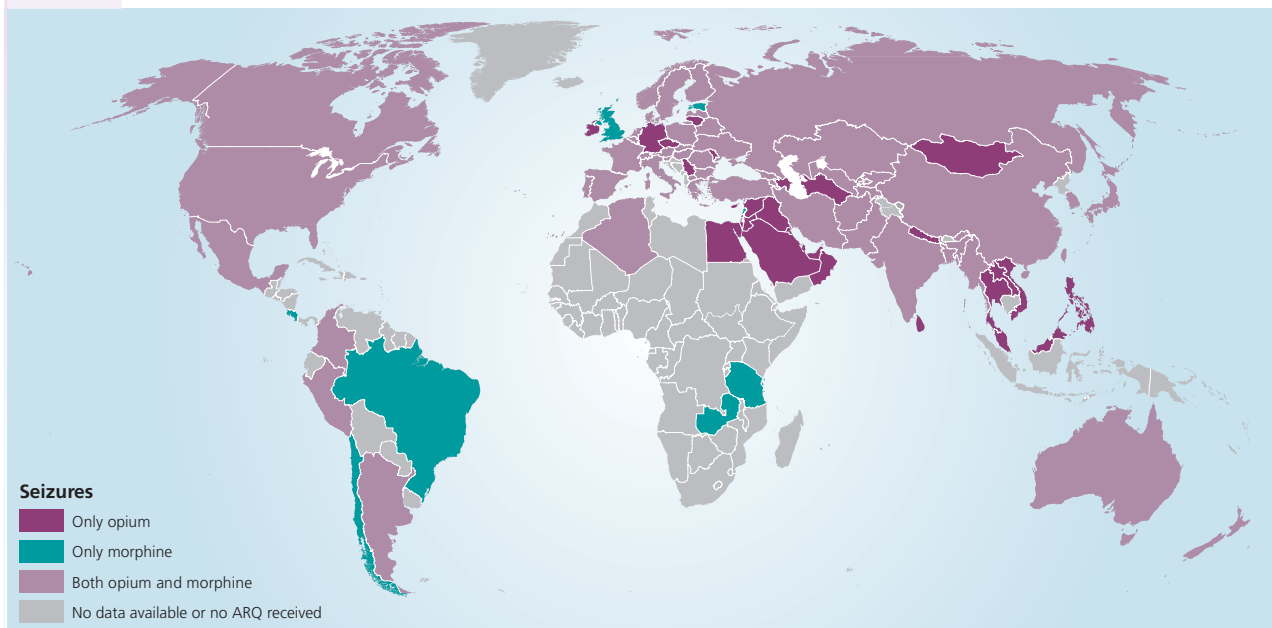 Seizures
Only opium
Only morphine
Both opium and morphine
No data available or no ARQ received